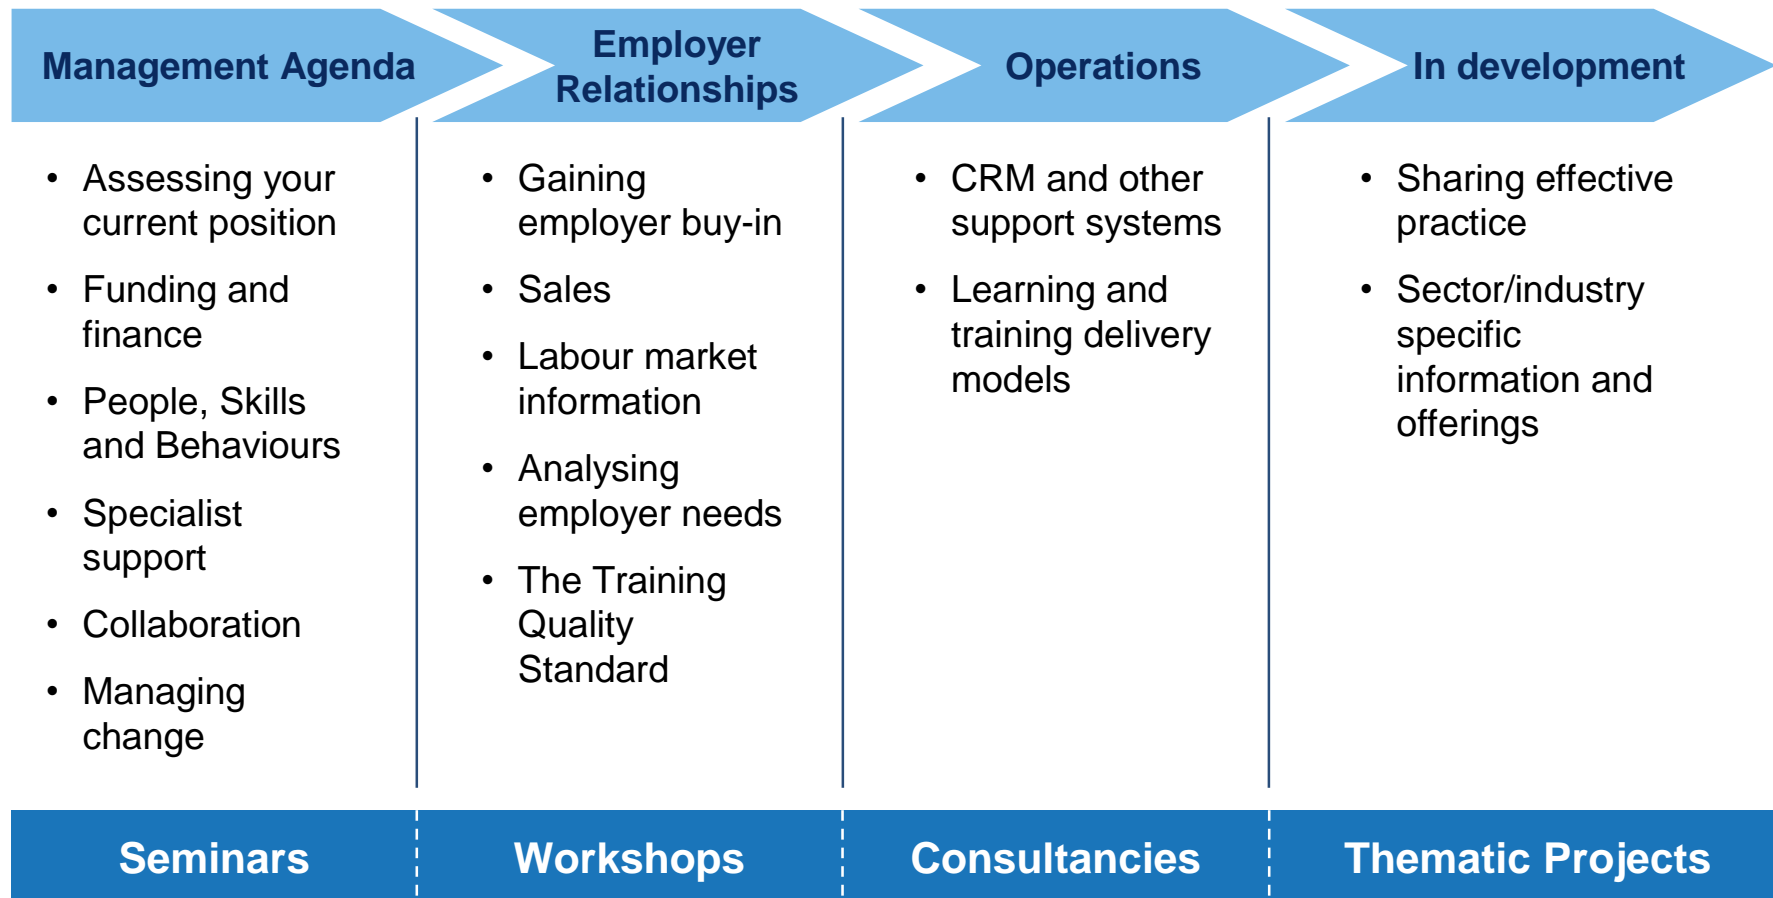 Management Agenda
Employer
Relationships
Operations
In development
• Assessing your
current position
• Funding and
finance
• People, Skills
and Behaviours
• Specialist
support
• Collaboration
• Managing
change
• Gaining
employer buy-in
• Sales
• Labour market
information
• Analysing
employer needs
• The Training
Quality
Standard
• CRM and other
support systems
• Learning and
training delivery
models
• Sharing effective
practice
• Sector/industry
specific
information and
offerings
Seminars
Workshops
Consultancies
Thematic Projects